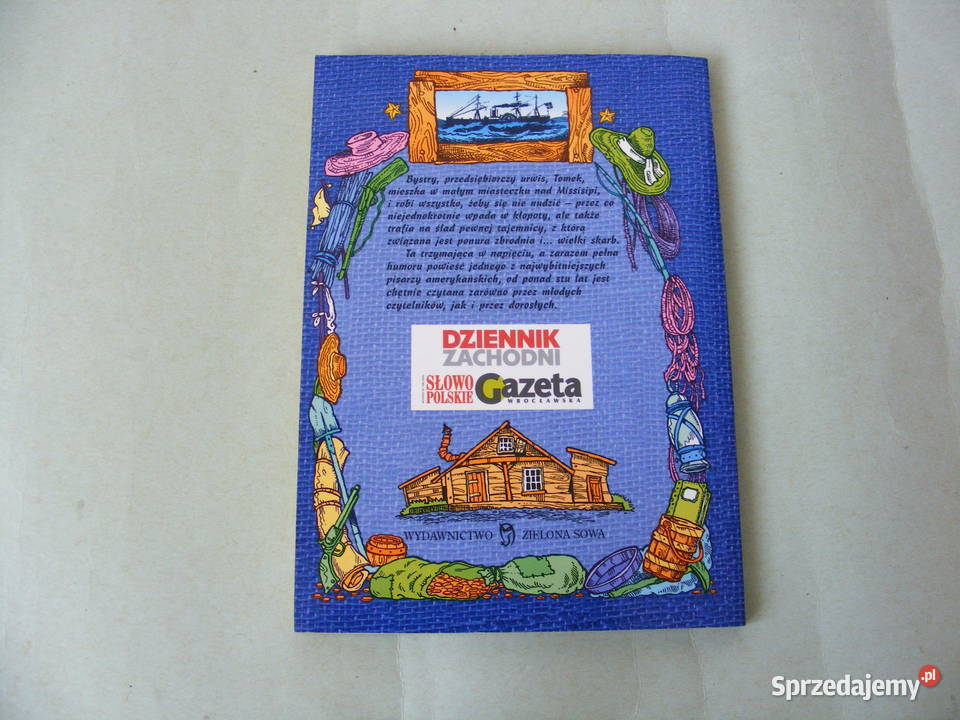 Bystry, przedsiębiorczy urwis, Tomek,
mieszka w małym miasteczku nad Missisipi,
i robi wszystko, żeby się nie nudzić – przez co
niejednokrotnie wpada w kłopoty, ale także
trafia na ślad pewnej tajemnicy, z którą
związana jest ponura zbrodnia i... wielki skarb.
Ta trzymająca w napięciu, a zarazem pełna
humoru powieść jednego z najwybitniejszych
pisarzy amerykańskich, od ponad stu lat jest
chętnie czytana zarówno przez młodych
czytelników, jak i przez dorosłych.
DZIENNIK
ZACHODNI
SŁOWO
POLSKIE
Gazeta
WROCŁAWSKA
WYDAWNICTWO ZIELONA SOWA
Sprzedajemy.pl